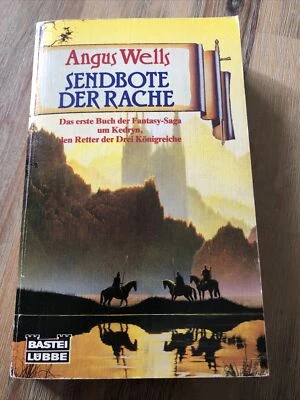 Angus Wells
SENDBOTE
DER RACHE
Das erste Buch der Fantasy-Saga
um Kedryn,
den Retter der Drei Königreiche
BASTEI
LÜBBE